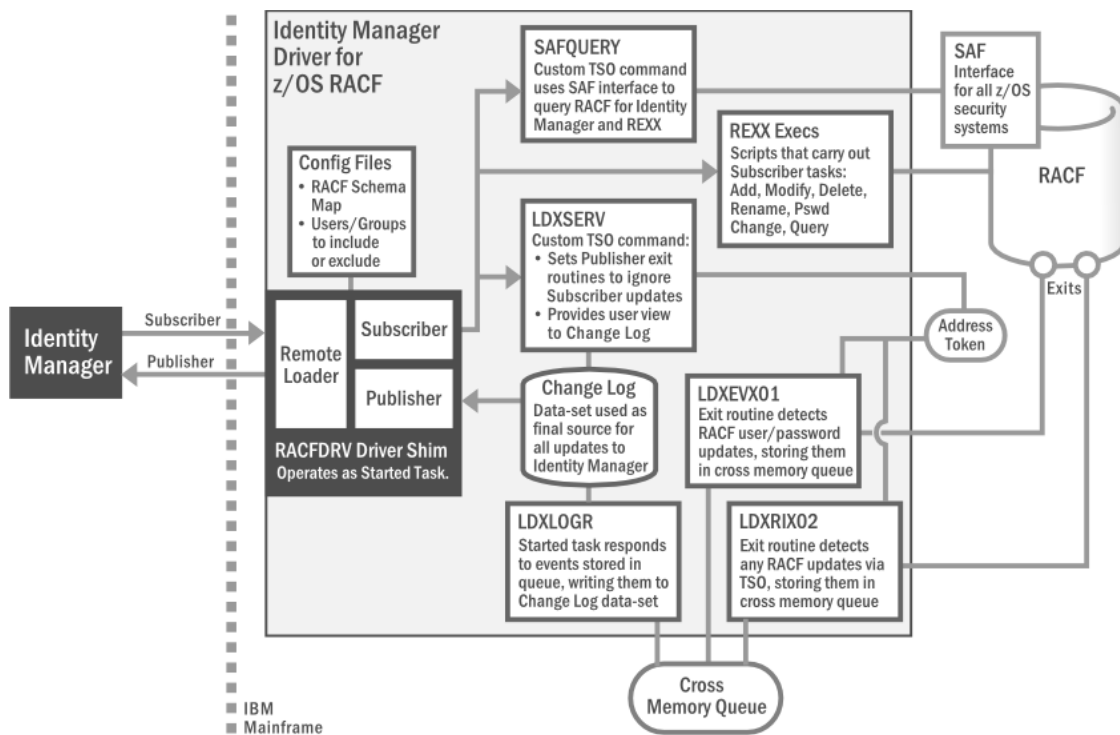 Identity Manager
Driver for
z/OS RACF
SAFQUERY
Custom TSO command
uses SAF interface to
query RACF for Identity
Manager and REXX
SAF
Interface
for all z/OS
security
systems
RACF
REXX Execs
Scripts that carry out
Subscriber tasks:
Add, Modify, Delete,
Rename, Pswd
Change, Query
Config Files
• RACF Schema
Map
• Users/Groups
to include
or exclude
LDXSERV
Custom TSO command:
• Sets Publisher exit
routines to ignore
Subscriber updates
• Provides user view
to Change Log
Exits
Address
Token
Identity
Manager
Subscriber
Publisher
Remote
Loader
Subscriber
Publisher
RACFDRV Driver Shim
Operates as Started Task.
Change Log
Data-set used as
final source for
all updates to
Identity Manager
LDXEVX01
Exit routine detects
RACF user/password
updates, storing them
in cross memory queue
LDXLOGR
Started task responds
to events stored in
queue, writing them to
Change Log data-set
LDXRIX02
Exit routine detects
any RACF updates via
TSO, storing them in
cross memory queue
Cross
Memory Queue
IBM
Mainframe